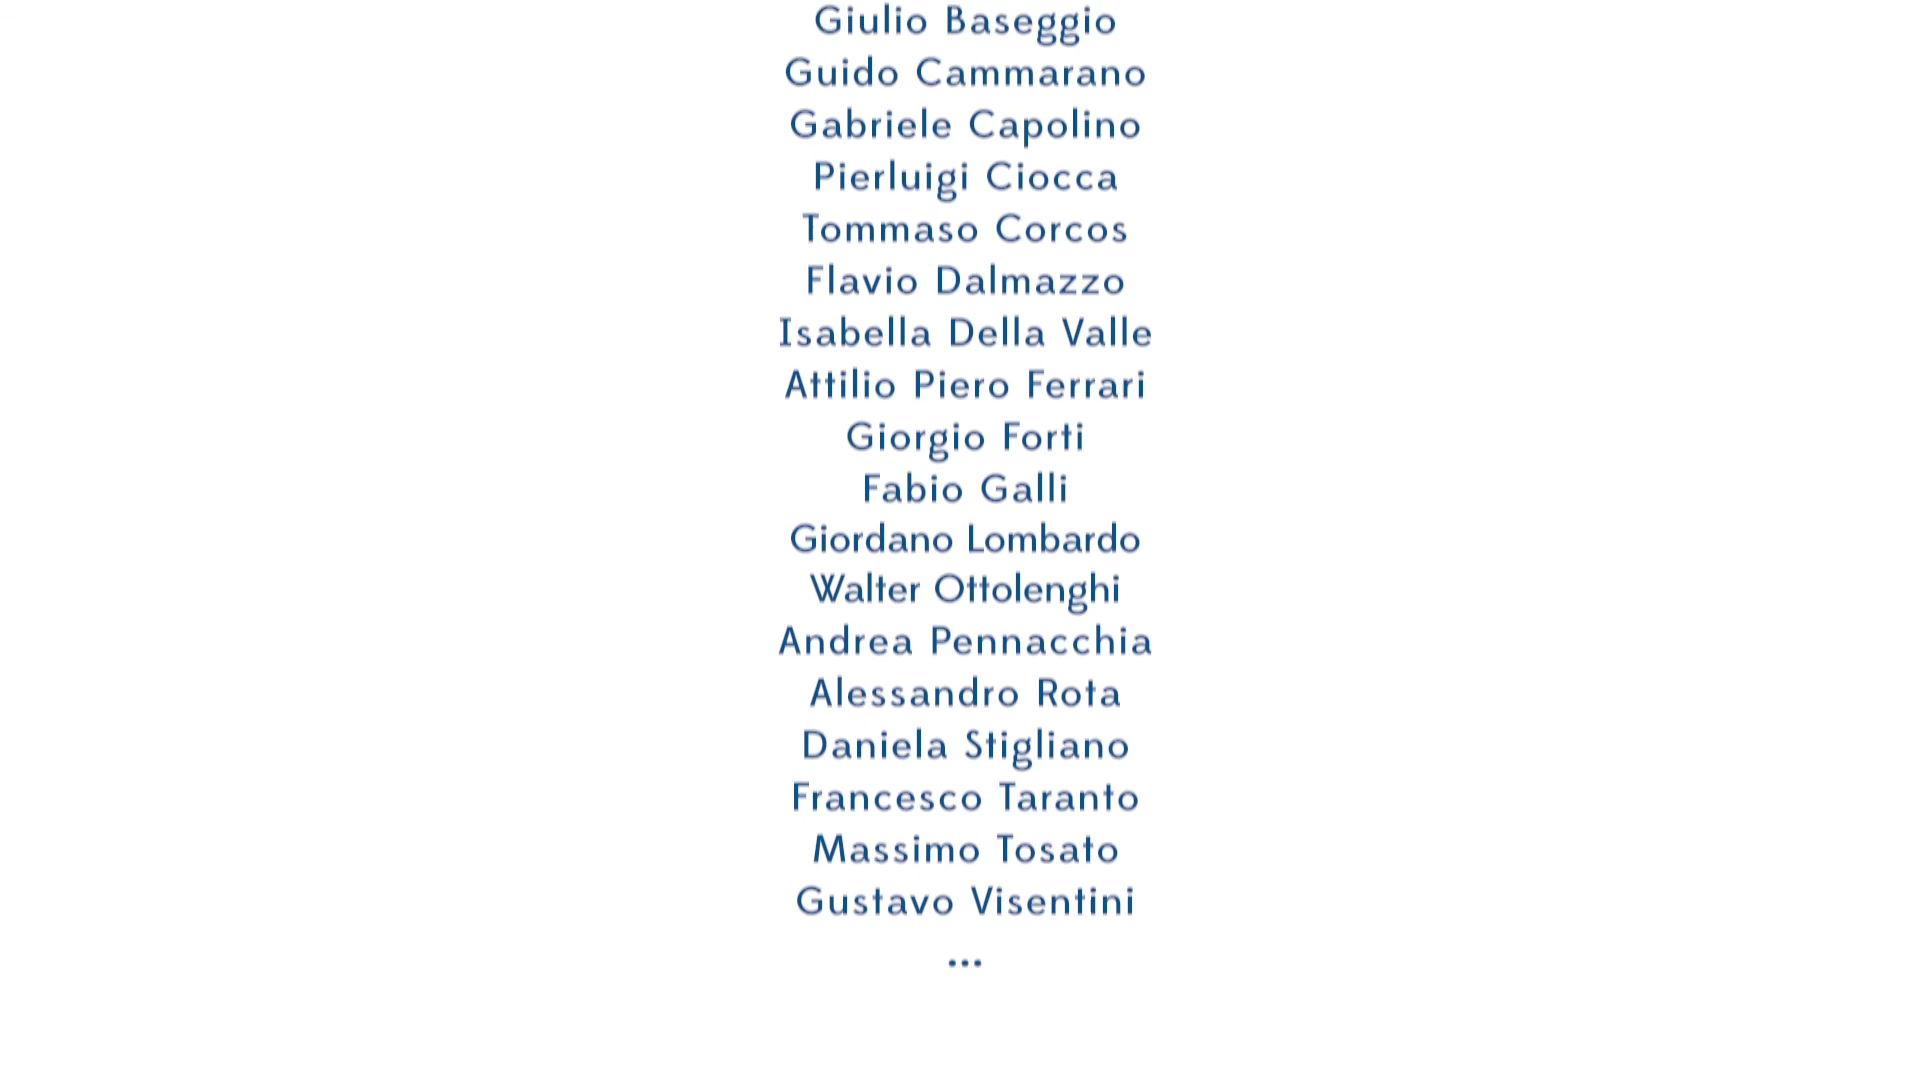 Giulio Baseggio
Guido Cammarano
Gabriele Capolino
Pierluigi Ciocca
Tommaso Corcos
Flavio Dalmazzo
Isabella Della Valle
Attilio Piero Ferrari
Giorgio Forti
Fabio Galli
Giordano Lombardo
Walter Ottolenghi
Andrea Pennacchia
Alessandro Rota
Daniela Stigliano
Francesco Taranto
Massimo Tosato
Gustavo Visentini
...